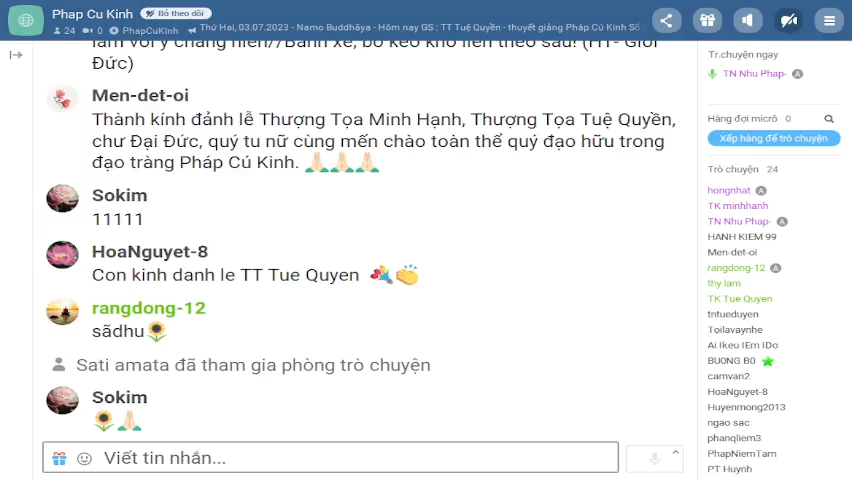 Phap Cu Kinh
Bỏ theo dõi
24
0
PhapCuKinh
Thứ Hai, 03.07.2023 - Namo Buddhāya - Hôm nay GS : TT Tuệ Quyền - thuyết giảng Pháp Cú Kinh Số
Đức)
Men-det-oi
Thành kính đảnh lễ Thượng Tọa Minh Hạnh, Thượng Tọa Tuệ Quyền,
chư Đại Đức, quý tu nữ cùng mến chào toàn thể quý đạo hữu trong
đạo tràng Pháp Cú Kinh.
Sokim
11111
HoaNguyet-8
Con kinh danh le TT Tue Quyen
rangdong-12
sādhu
Sati amata đã tham gia phòng trò chuyện
Sokim
Viết tin nhắn...
Tr.chuyện ngay
TN Nhu Phap- A
Hàng đợi micrô 0
Xếp hàng để trò chuyện
Trò chuyện 24
hongnhat A
TK minhhanh
TN Nhu Phap- A
HANH KIEM 99
Men-det-oi
rangdong-12 A
thy lam
TK Tue Quyen
tntueduyen
Toilavaynhe
Ai Ikeu IEm IDo
BU0NG B0
camvan2
HoaNguyet-8
Huyenmong2013
ngao sac
phanqliem3
PhapNiemTam
PT Huynh